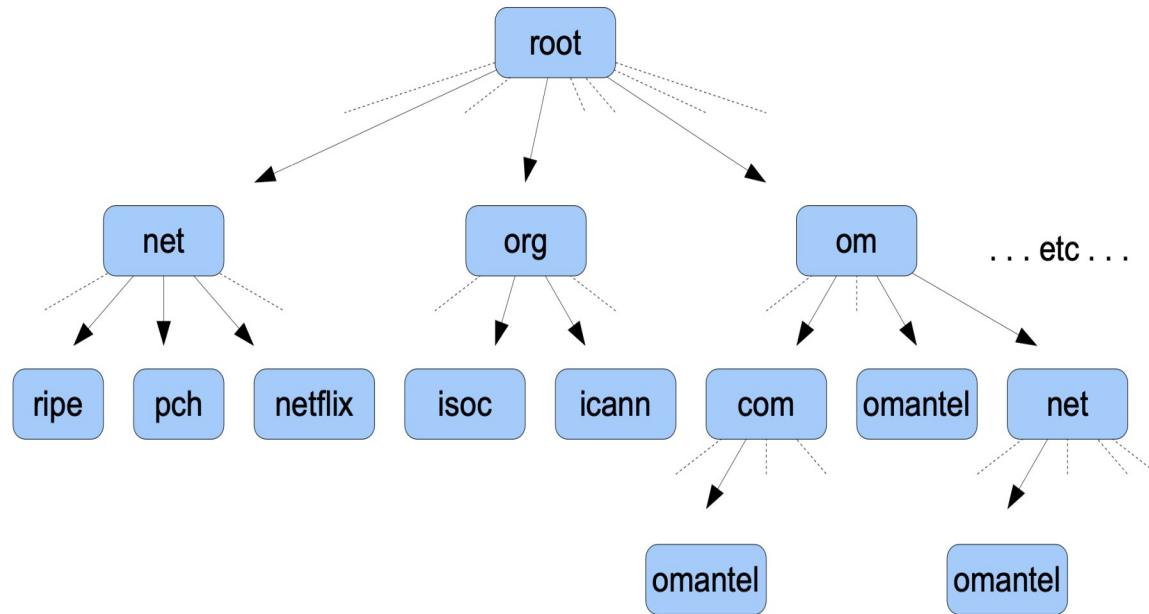 root
net
org
om
. . . etc . . .
ripe
pch
netflix
isoc
icann
com
omantel
net
omantel
omantel